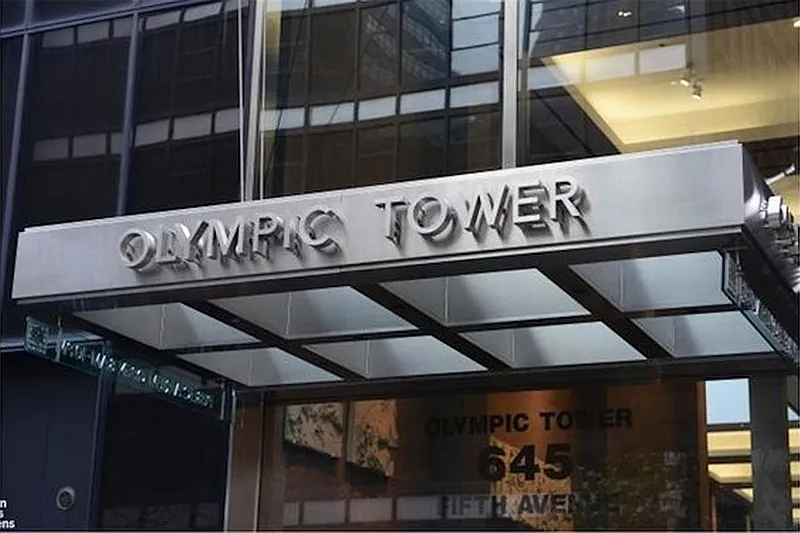 OLYMPIC TOWER
OLYMPIC TOWER
645
FIFTH AVENUE